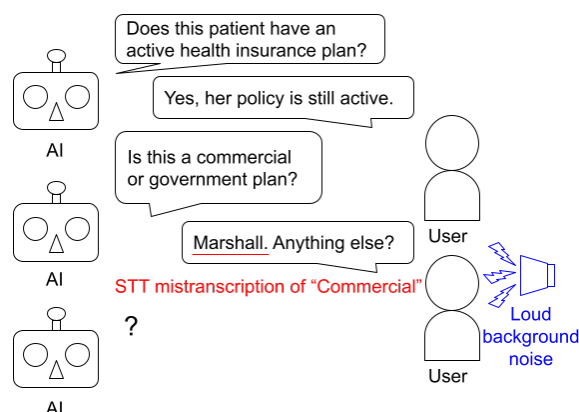 Does this patient have an
active health insurance plan?
Yes, her policy is still active.
AI
Is this a commercial
or government plan?
User
Marshall. Anything else?
AI
STT mistranscription of “Commercial”
Loud
background
noise
?
User
AI